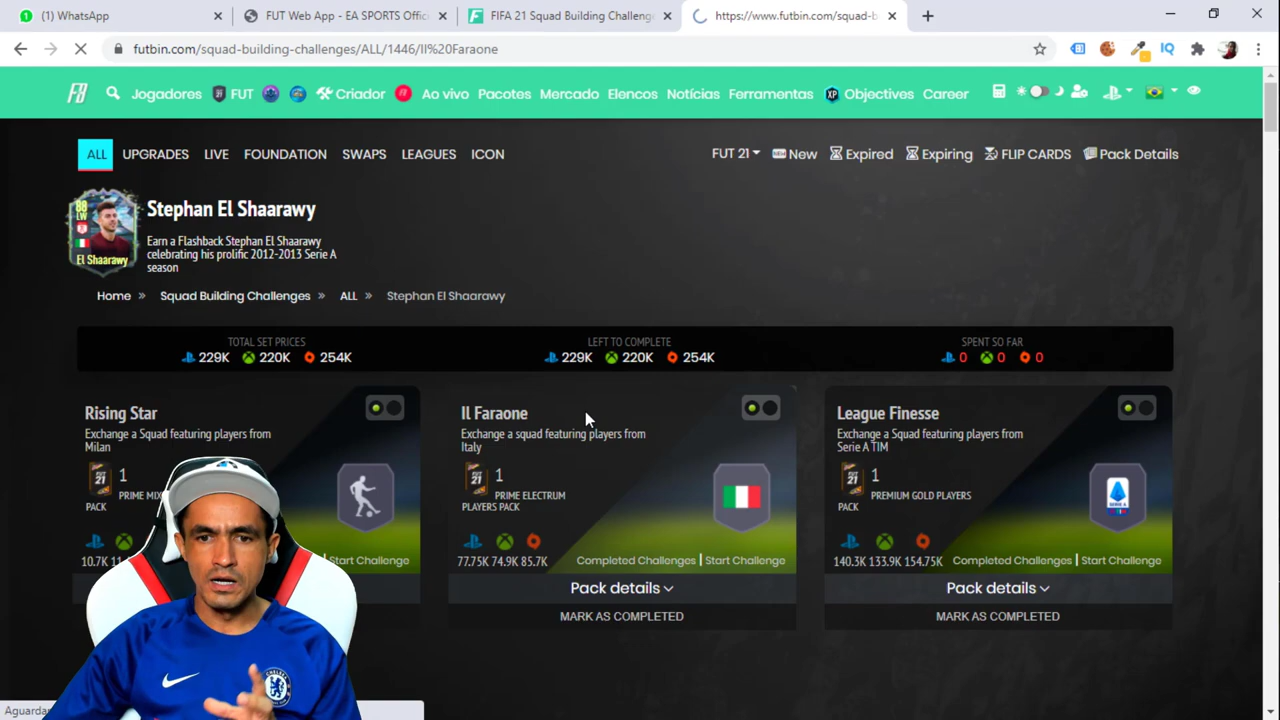 (1) WhatsApp
FUT Web App - EA SPORTS Offici
FIFA 21 Squad Building Challeng
https://www.futbin.com/squad-b
futbin.com/squad-building-challenges/ALL/1446/Il%20Faraone
IQ
Jogadores FUT Criador Ao vivo Pacotes Mercado Elencos Notícias Ferramentas XP Objectives Career
ALL UPGRADES LIVE FOUNDATION SWAPS LEAGUES ICON
FUT 21 New Expired Expiring FLIP CARDS Pack Details
88
LW
El Shaarawy
Stephan El Shaarawy
Earn a Flashback Stephan El Shaarawy
celebrating his prolific 2012-2013 Serie A
season
Home » Squad Building Challenges » ALL » Stephan El Shaarawy
TOTAL SET PRICES
229K 220K 254K
LEFT TO COMPLETE
229K 220K 254K
SPENT SO FAR
0 0 0
Rising Star
Exchange a Squad featuring players from
Milan
1
PRIME MIX
PACK
10.7K
Start Challenge
Il Faraone
Exchange a squad featuring players from
Italy
1
PRIME ELECTRUM
PLAYERS PACK
77.75K 74.9K 85.7K
Completed Challenges | Start Challenge
Pack details
MARK AS COMPLETED
League Finesse
Exchange a Squad featuring players from
Serie A TIM
1
PREMIUM GOLD PLAYERS
PACK
140.3K 133.9K 154.75K
Completed Challenges | Start Challenge
Pack details
MARK AS COMPLETED
Aguardan